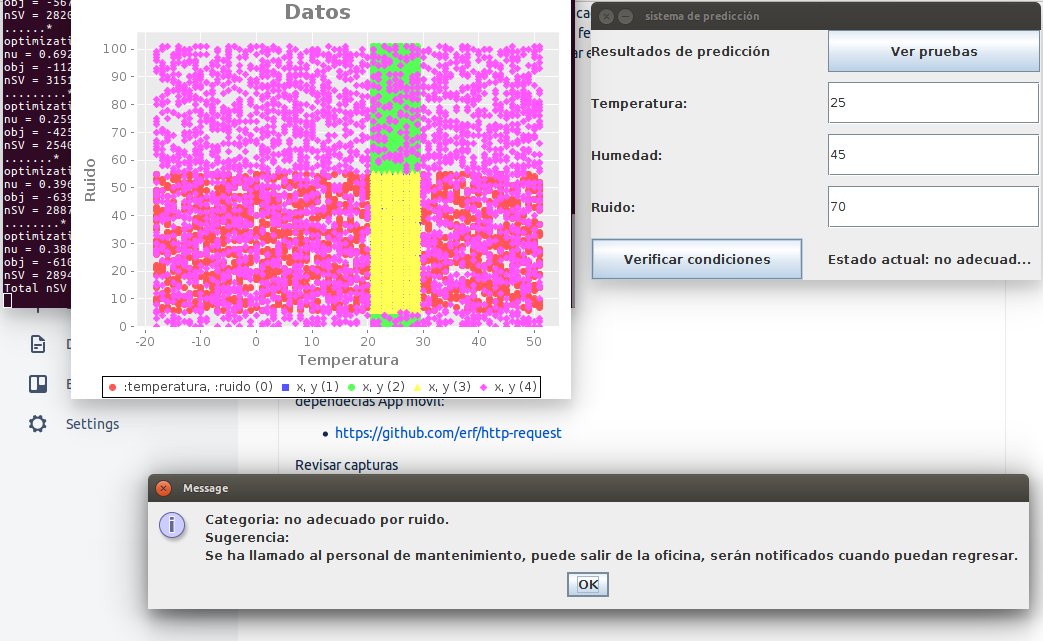 obj = -567
nSV = 2820
......*
optimizati
nu = 0.692
obj = -112
nSV = 3151
.........*
optimizati
nu = 0.259
obj = -425
nSV = 2540
.......*
optimizati
nu = 0.396
obj = -639
nSV = 2887
........*
optimizati
nu = 0.380
obj = -610
nSV = 2894
Total nSV
Datos
Ruido
100
90
80
70
60
50
40
30
20
10
0
-20 -10 0 10 20 30 40 50
Temperatura
:temperatura, :ruido (0) x, y (1) x, y (2) x, y (3) x, y (4)
sistema de predicción
Resultados de predicción
Ver pruebas
Temperatura:
25
Humedad:
45
Ruido:
70
Verificar condiciones
Estado actual: no adecuad...
Settings
dependecias App movil:
https://github.com/erf/http-request
Revisar capturas
Message
Categoria: no adecuado por ruido.
Sugerencia:
Se ha llamado al personal de mantenimiento, puede salir de la oficina, serán notificados cuando puedan regresar.
OK